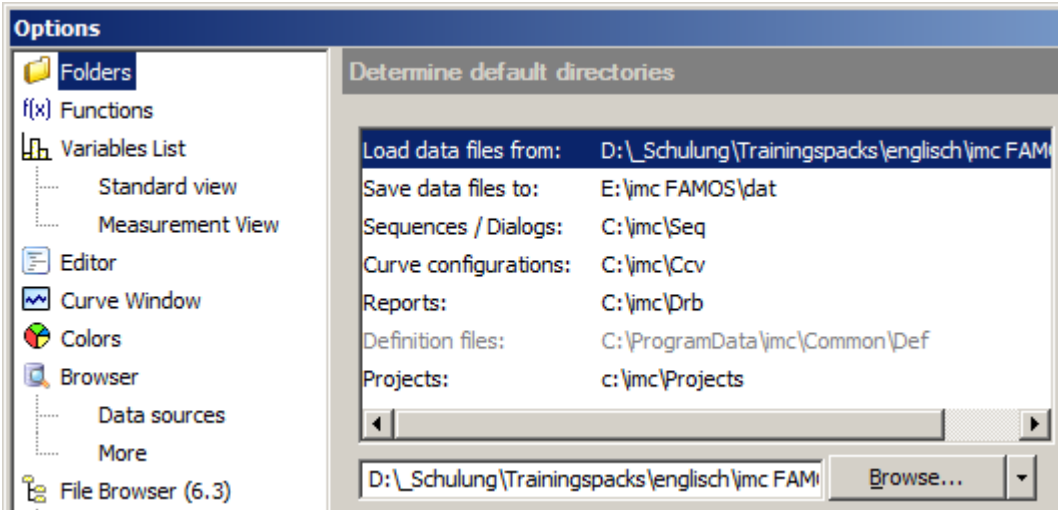 Options
Folders
f(x) Functions
Variables List
Standard view
Measurement View
Editor
Curve Window
Colors
Browser
Data sources
More
File Browser (6.3)
Determine default directories
Load data files from: D:\_Schulung\Trainingspacks\englisch\imc FAM
Save data files to: E:\imc FAMOS\dat
Sequences / Dialogs: C:\imc\Seq
Curve configurations: C:\imc\Ccv
Reports: C:\imc\Drb
Definition files: C:\ProgramData\imc\Common\Def
Projects: c:\imc\Projects
D:\_Schulung\Trainingspacks\englisch\imc FAM
Browse...